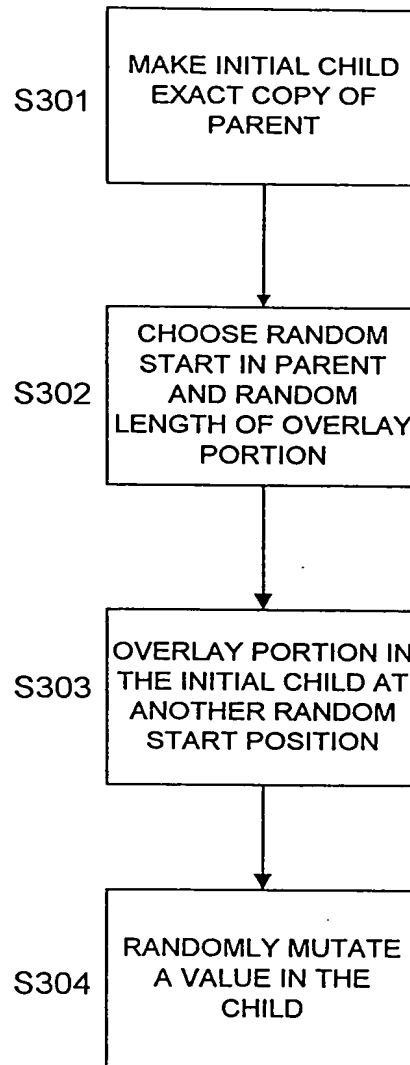 S301
MAKE INITIAL CHILD
EXACT COPY OF
PARENT
S302
CHOOSE RANDOM
START IN PARENT
AND RANDOM
LENGTH OF OVERLAY
PORTION
S303
OVERLAY PORTION IN
THE INITIAL CHILD AT
ANOTHER RANDOM
START POSITION
S304
RANDOMLY MUTATE
A VALUE IN THE
CHILD